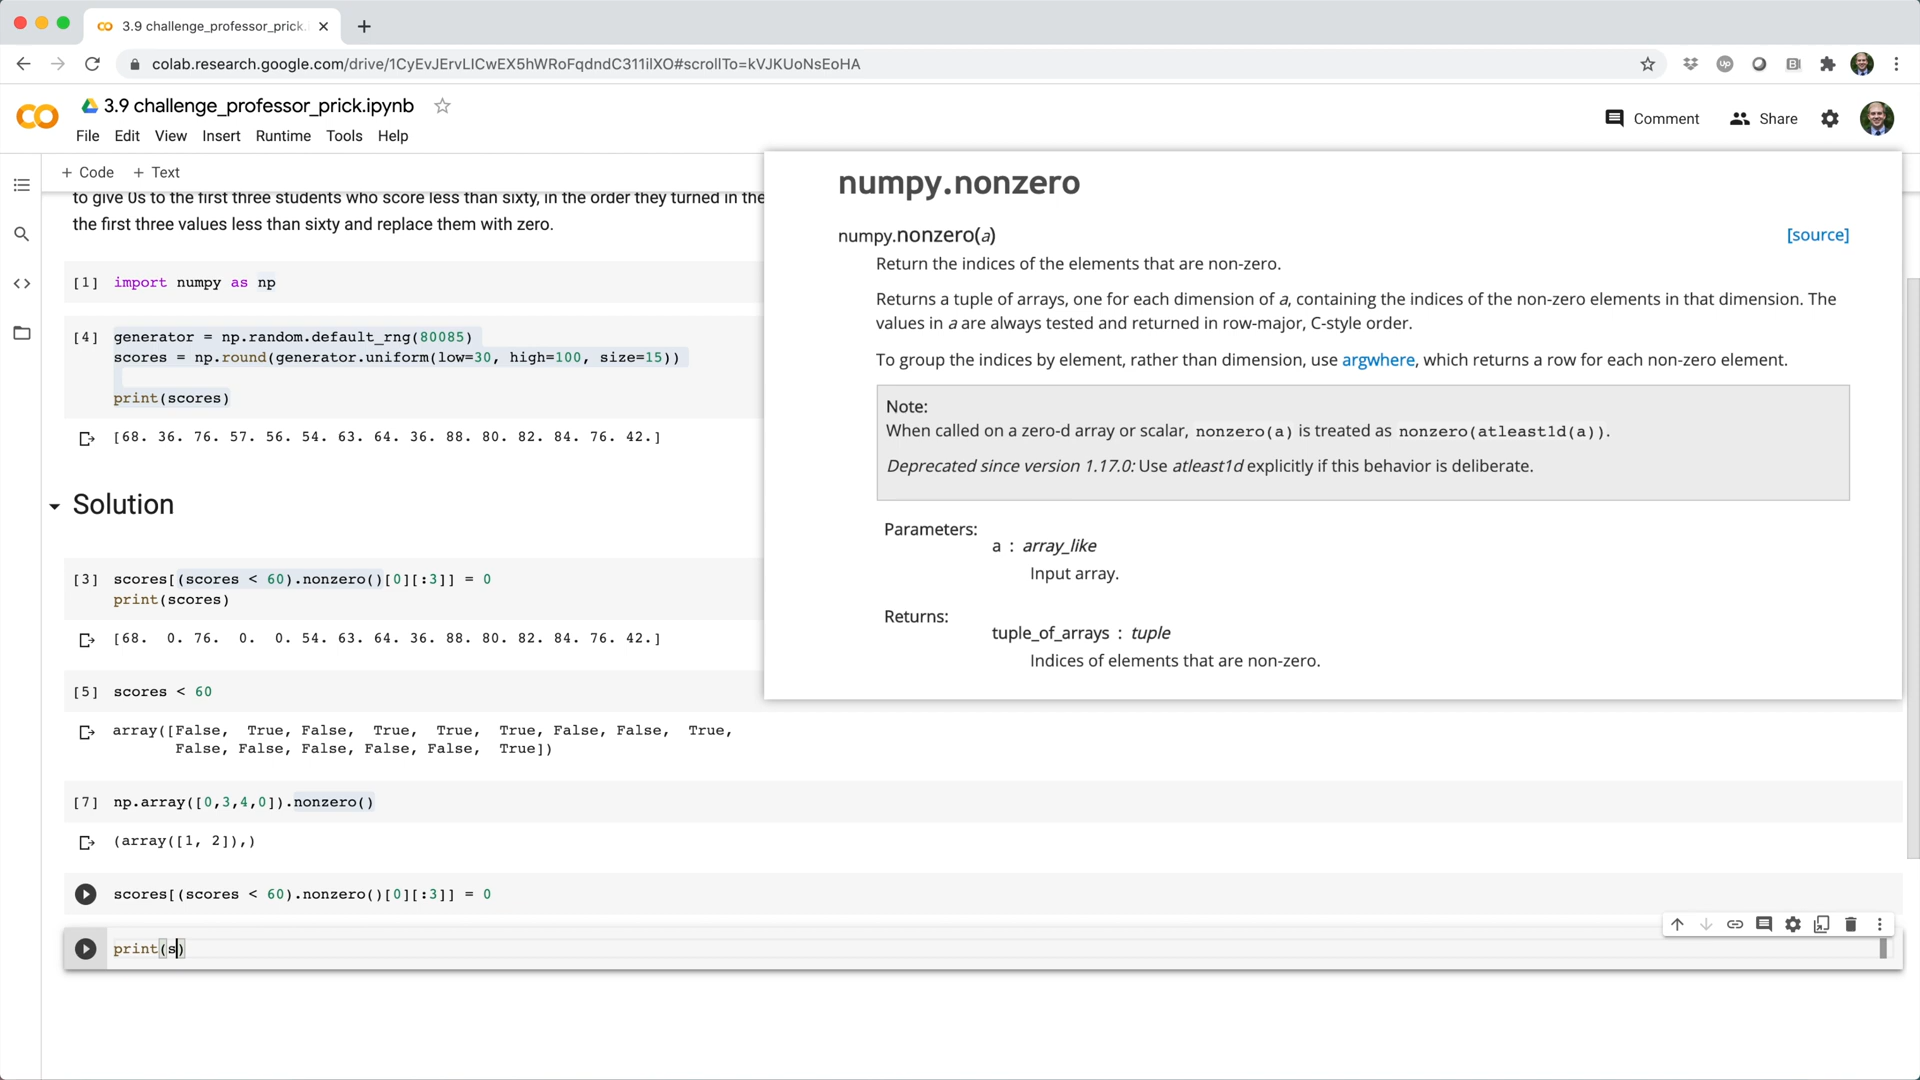 3.9 challenge_professor_prick.
colab.research.google.com/drive/1CyEvJErvLICwEX5hWRoFqdndC311ilXO#scrollTo=kVJKUoNsEoHA
3.9 challenge_professor_prick.ipynb
File Edit View Insert Runtime Tools Help
Comment Share
+ Code + Text
to give 0s to the first three students who score less than sixty, in the order they turned in the
the first three values less than sixty and replace them with zero.
[1] import numpy as np
[4] generator = np.random.default_rng(80085)
scores = np.round(generator.uniform(low=30, high=100, size=15))
print(scores)
[68. 36. 76. 57. 56. 54. 63. 64. 36. 88. 80. 82. 84. 76. 42.]
Solution
[3] scores[(scores < 60).nonzero()[0][:3]] = 0
print(scores)
[68. 0. 76. 0. 0. 54. 63. 64. 36. 88. 80. 82. 84. 76. 42.]
[5] scores < 60
array([False, True, False, True, True, True, False, False, True,
False, False, False, False, False, True])
[7] np.array([0,3,4,0]).nonzero()
(array([1, 2]),)
scores[(scores < 60).nonzero()[0][:3]] = 0
print(s)
numpy.nonzero
numpy.nonzero(a) [source]
Return the indices of the elements that are non-zero.
Returns a tuple of arrays, one for each dimension of a, containing the indices of the non-zero elements in that dimension. The
values in a are always tested and returned in row-major, C-style order.
To group the indices by element, rather than dimension, use argwhere, which returns a row for each non-zero element.
Note:
When called on a zero-d array or scalar, nonzero(a) is treated as nonzero(atleast1d(a)).
Deprecated since version 1.17.0: Use atleast1d explicitly if this behavior is deliberate.
Parameters:
a : array_like
Input array.
Returns:
tuple_of_arrays : tuple
Indices of elements that are non-zero.